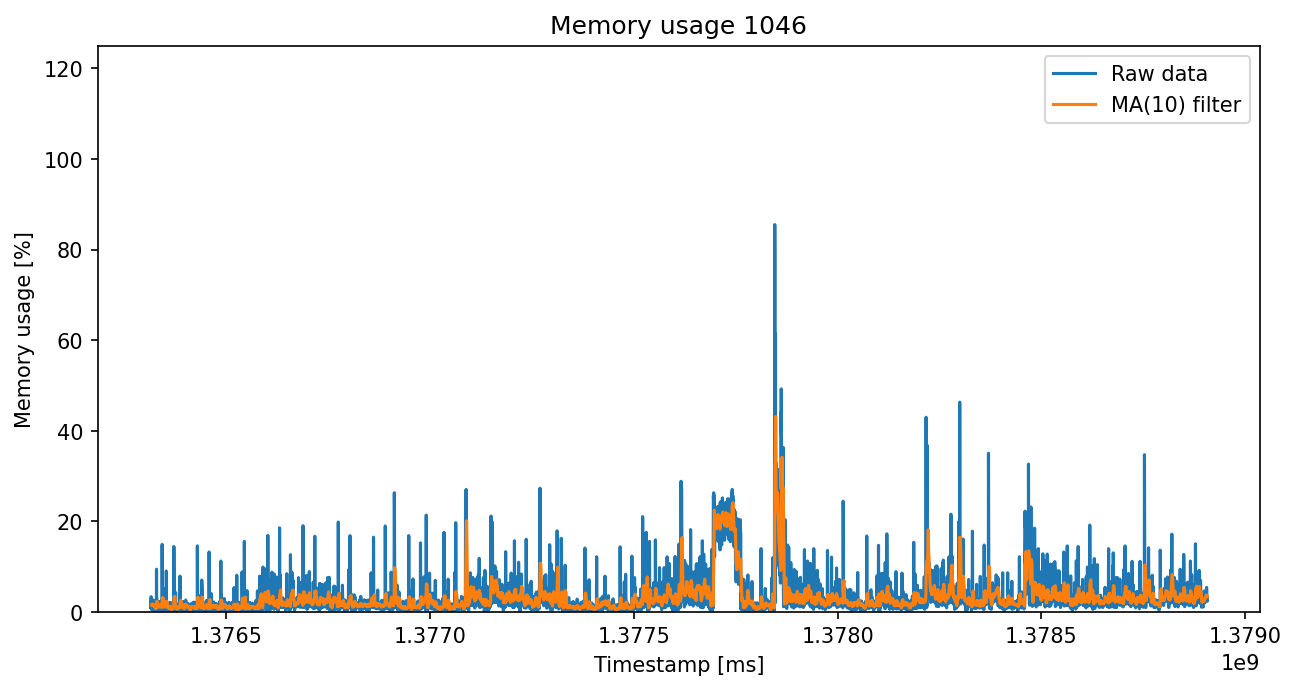 Memory usage 1046
Raw data
MA(10) filter
Memory usage [%]
120
100
80
60
40
20
0
1.3765 1.3770 1.3775 1.3780 1.3785 1.3790
1e9
Timestamp [ms]